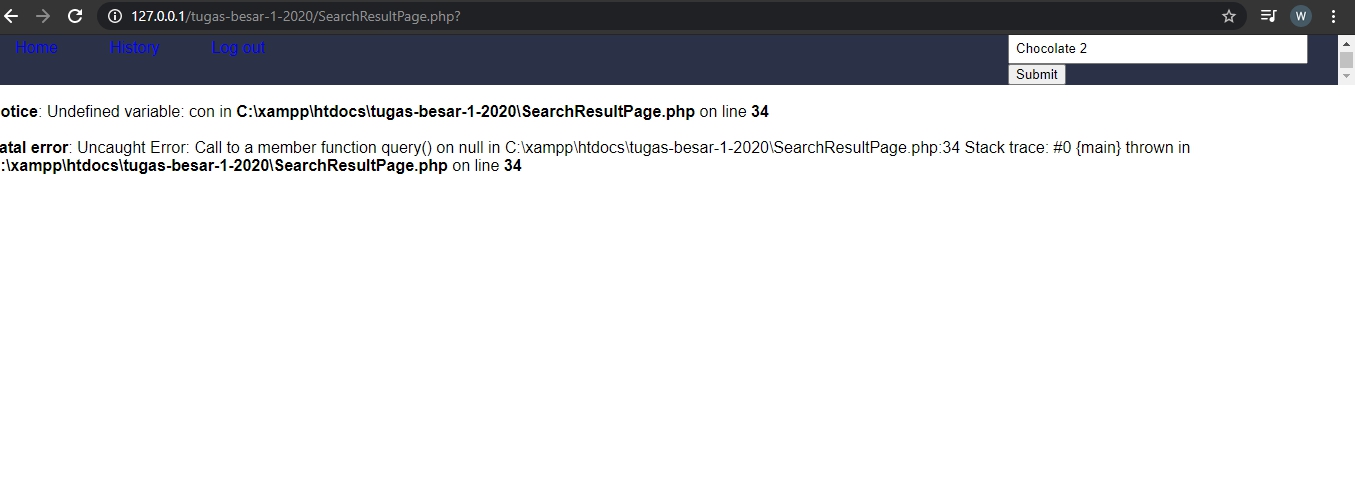 127.0.0.1/tugas-besar-1-2020/SearchResultPage.php?
W
Home History Log out
Chocolate 2
Submit
otice: Undefined variable: con in C:\xampp\htdocs\tugas-besar-1-2020\SearchResultPage.php on line 34
atal error: Uncaught Error: Call to a member function query() on null in C:\xampp\htdocs\tugas-besar-1-2020\SearchResultPage.php:34 Stack trace: #0 {main} thrown in
:\xampp\htdocs\tugas-besar-1-2020\SearchResultPage.php on line 34